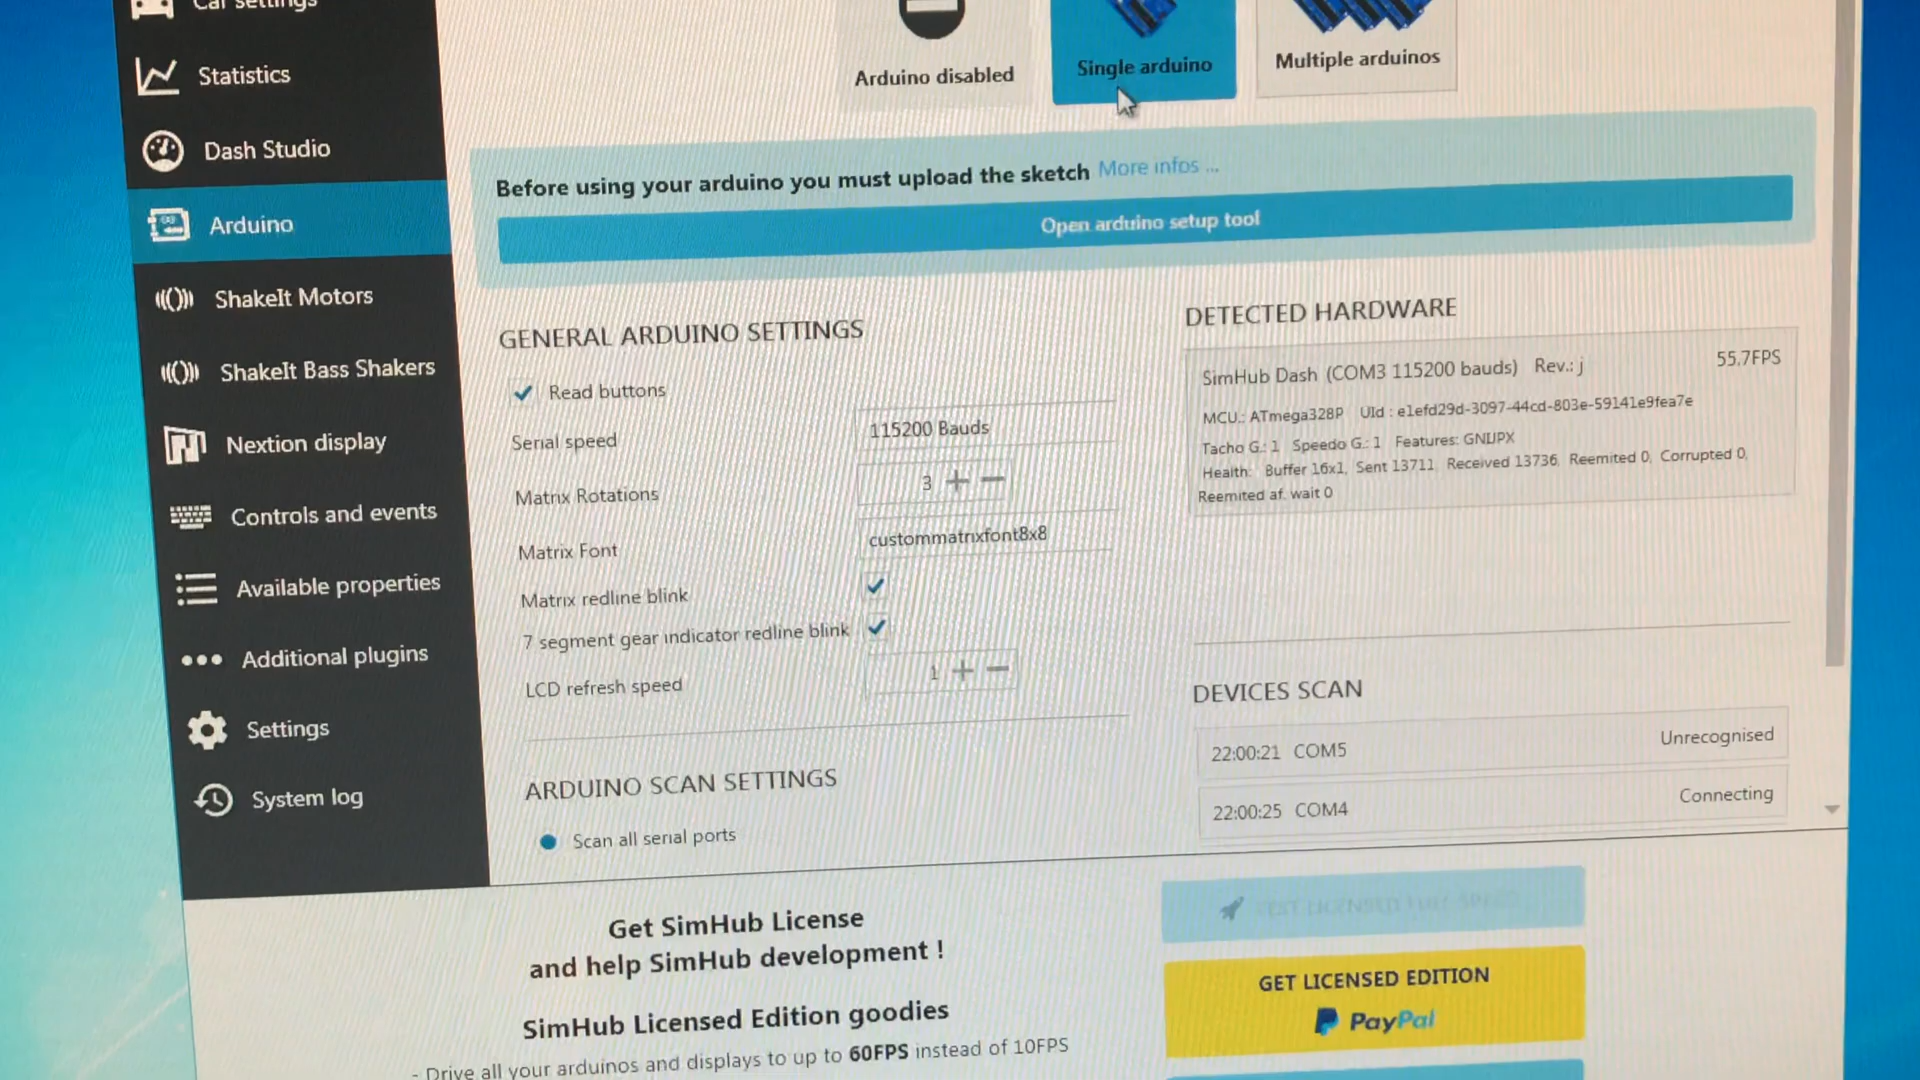 Car settings
Statistics
Dash Studio
Arduino
ShakeIt Motors
ShakeIt Bass Shakers
Nextion display
Controls and events
Available properties
Additional plugins
Settings
System log
Arduino disabled
Single arduino
Multiple arduinos
Before using your arduino you must upload the sketch More infos ...
Open arduino setup tool
GENERAL ARDUINO SETTINGS
Read buttons
Serial speed 115200 Bauds
Matrix Rotations 3
Matrix Font custommatrixfont8x8
Matrix redline blink
7 segment gear indicator redline blink
LCD refresh speed 1
ARDUINO SCAN SETTINGS
Scan all serial ports
DETECTED HARDWARE
SimHub Dash (COM3 115200 bauds) Rev.: j 55.7FPS
MCU.: ATmega328P UId : e1efd29d-3097-44cd-803e-59141e9fea7e
Tacho G.: 1 Speedo G.: 1 Features: GNIJPX
Health: Buffer 16x1, Sent 13711, Received 13736, Reemited 0, Corrupted 0,
Reemited af. wait 0
DEVICES SCAN
22:00:21 COM5 Unrecognised
22:00:25 COM4 Connecting
Get SimHub License
and help SimHub development !
SimHub Licensed Edition goodies
- Drive all your arduinos and displays to up to 60FPS instead of 10FPS
TEST LICENSED FULL SPEED
GET LICENSED EDITION
PayPal